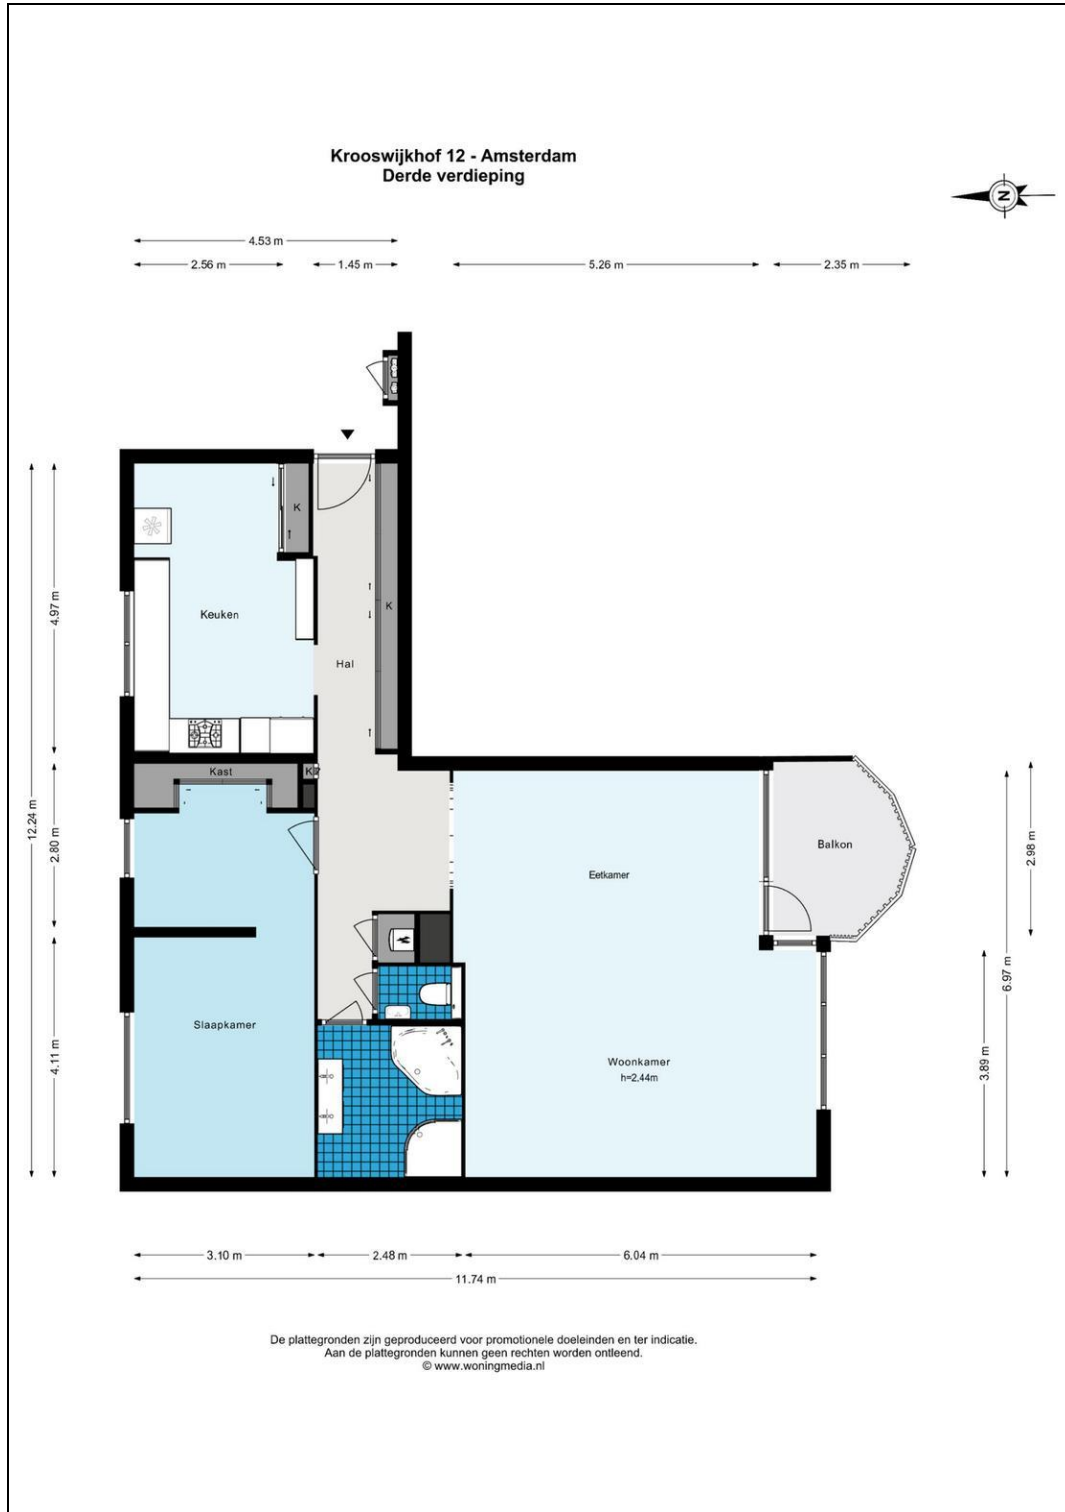 Krooswijkhof 12 - Amsterdam
Derde verdieping
N
4.53 m
2.56 m
1.45 m
5.26 m
2.35 m
K
Keuken
K
Hal
4.97 m
12.24 m
2.80 m
4.11 m
Kast
K
Balkon
2.98 m
Eetkamer
6.97 m
3.89 m
Slaapkamer
Woonkamer
h=2.44m
3.10 m
2.48 m
6.04 m
11.74 m
De plattegronden zijn geproduceerd voor promotionele doeleinden en ter indicatie.
Aan de plattegronden kunnen geen rechten worden ontleend.
© www.woningmedia.nl